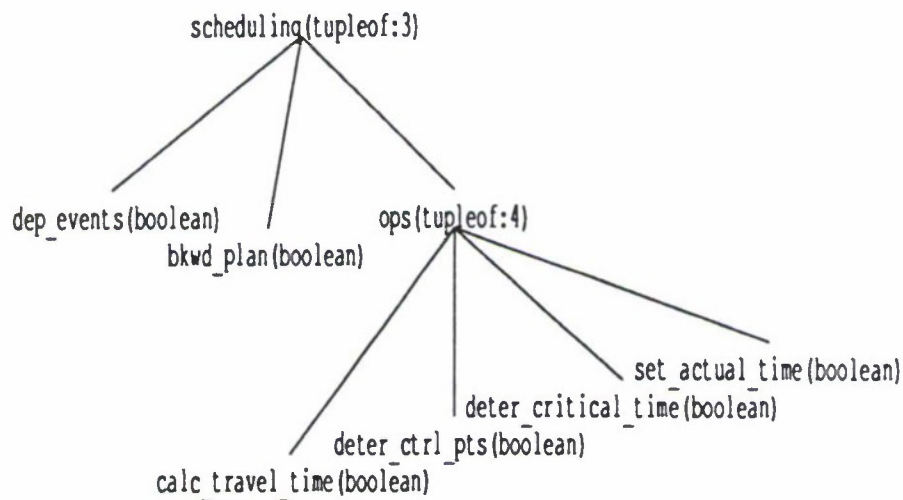 scheduling(tupleof:3)
dep_events(boolean)
bkwd_plan(boolean)
ops(tupleof:4)
set_actual_time(boolean)
deter_critical_time(boolean)
deter_ctrl_pts(boolean)
calc_travel_time(boolean)